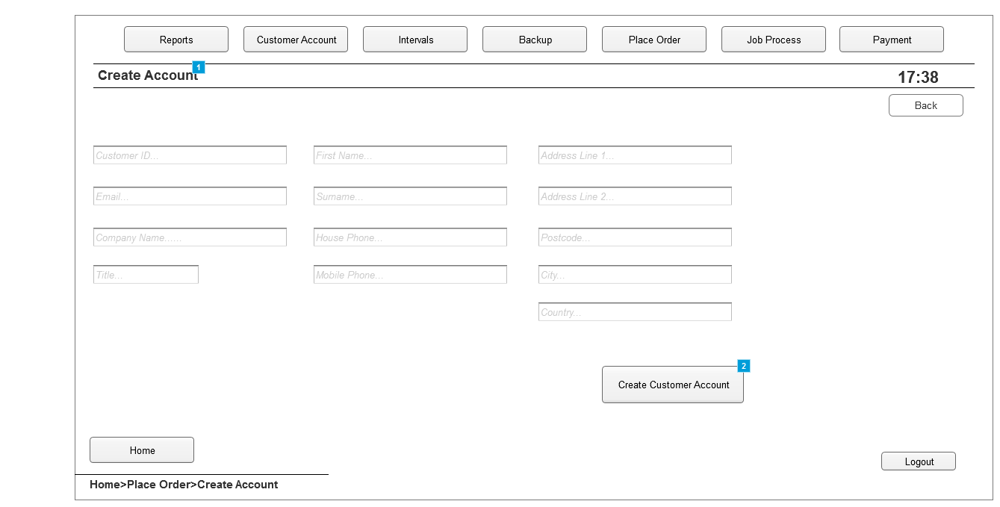 Reports Customer Account Intervals Backup Place Order Job Process Payment
1
Create Account 17:38
Back
Customer ID... First Name... Address Line 1...
Email... Surname... Address Line 2...
Company Name...... House Phone... Postcode...
Title... Mobile Phone... City...
Country...
2
Create Customer Account
Home
Logout
Home>Place Order>Create Account